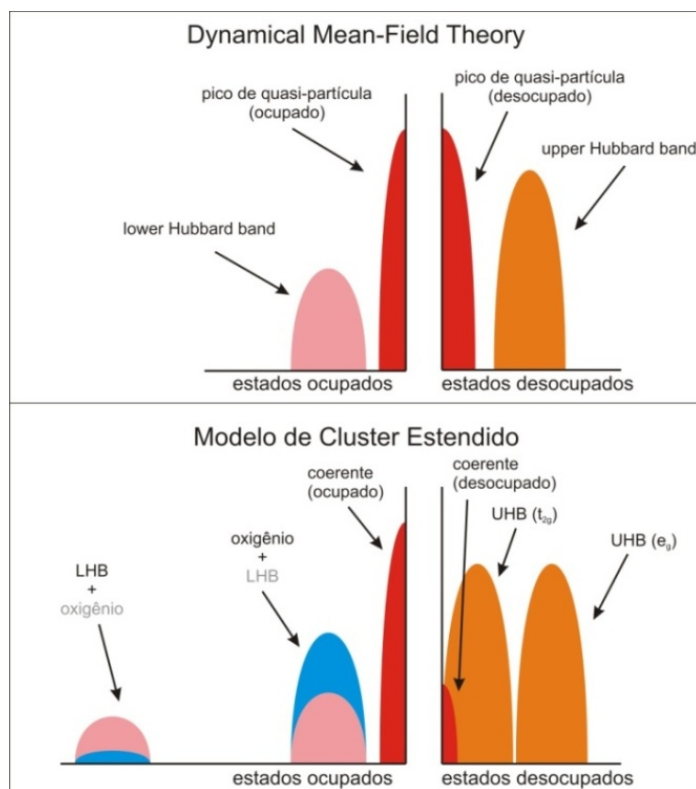 Dynamical Mean-Field Theory
pico de quasi-partícula
(ocupado)
pico de quasi-partícula
(desocupado)
upper Hubbard band
lower Hubbard band
estados ocupados
estados desocupados
Modelo de Cluster Estendido
coerente
(ocupado)
coerente
(desocupado)
UHB (t2g)
UHB (eg)
oxigênio
+
LHB
LHB
+
oxigênio
estados ocupados
estados desocupados